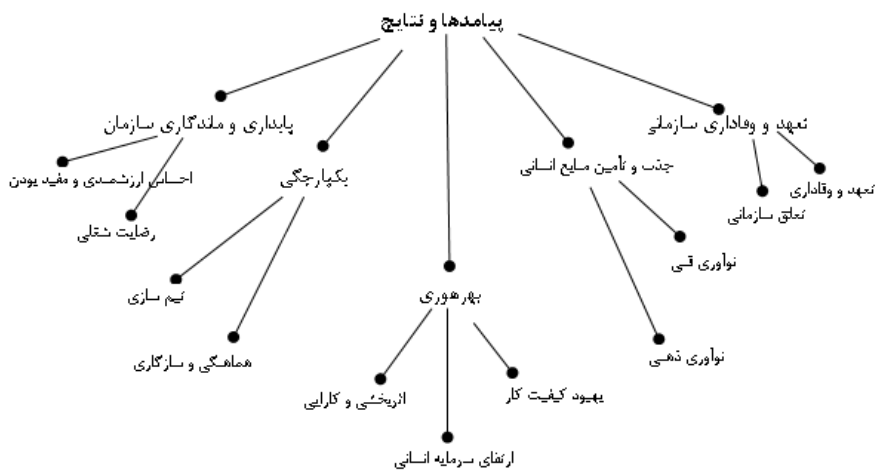 پیامدها و نتایج
تعهد و وفاداری سازمانی
پایداری و ماندگاری سازمان
جذب و تأمین منابع انسانی
یکپارچگی
احساس ارزشمندی و مفید بودن
تعهد و وفاداری
تعلق سازمانی
رضایت شغلی
نوآوری فنی
تیم سازی
بهره‌وری
نوآوری ذهنی
هماهنگی و سازگاری
بهبود کیفیت کار
اثربخشی و کارایی
ارتقای سرمایه انسانی